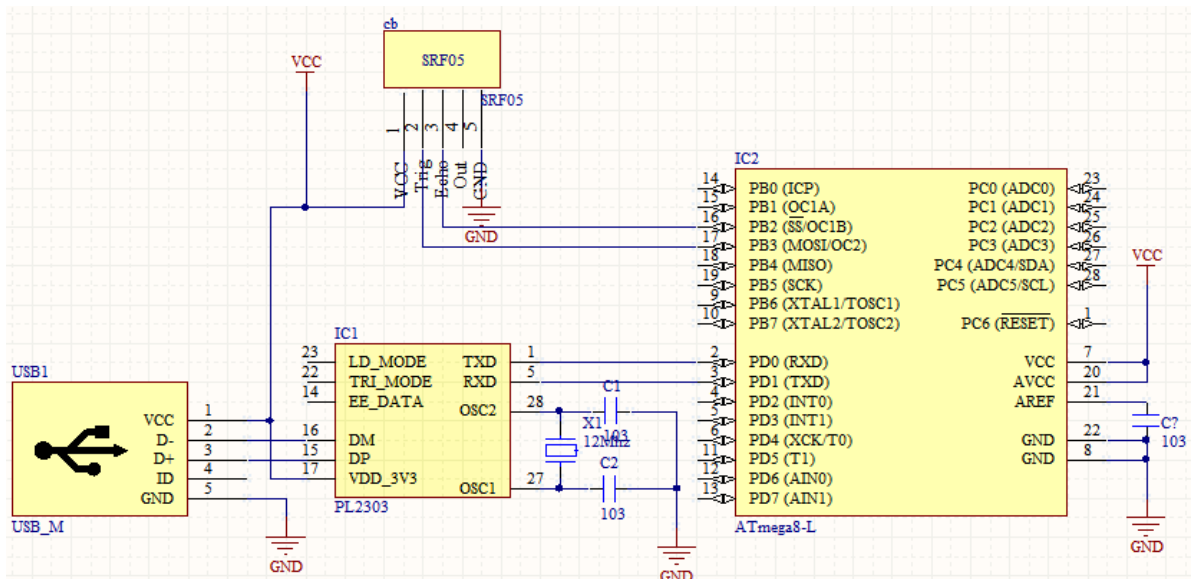 cb
SRF05
SRF05
VCC
1
2
3
4
5
VCC
Trig
Echo
Out
GND
GND
IC2
14 PB0 (ICP) PC0 (ADC0) 23
15 PB1 (OC1A) PC1 (ADC1) 24
16 PB2 (SS/OC1B) PC2 (ADC2) 25
17 PB3 (MOSI/OC2) PC3 (ADC3) 26
18 PB4 (MISO) PC4 (ADC4/SDA) 27
19 PB5 (SCK) PC5 (ADC5/SCL) 28
9 PB6 (XTAL1/TOSC1)
10 PB7 (XTAL2/TOSC2) PC6 (RESET) 1
VCC
2 PD0 (RXD) VCC 7
3 PD1 (TXD) AVCC 20
4 PD2 (INT0) AREF 21
5 PD3 (INT1)
6 PD4 (XCK/T0) GND 22
11 PD5 (T1) GND 8
12 PD6 (AIN0)
13 PD7 (AIN1)
ATmega8-L
C?
103
GND
IC1
23 LD_MODE TXD 1
22 TRI_MODE RXD 5
14 EE_DATA
OSC2 28
16 DM
15 DP
17 VDD_3V3
OSC1 27
PL2303
C1
103
X1
12Mhz
C2
103
GND
USB1
VCC 1
D- 2
D+ 3
ID 4
GND 5
USB_M
GND